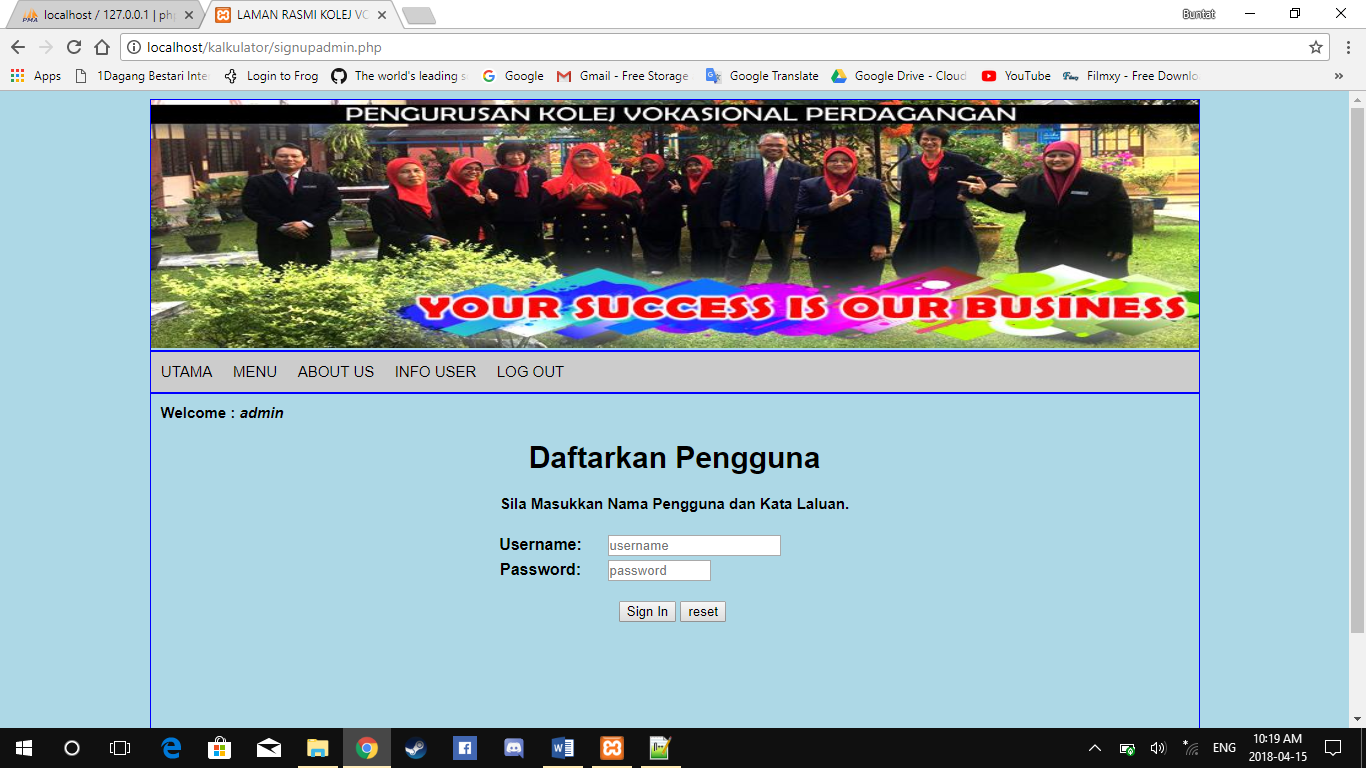 localhost / 127.0.0.1 | ph
LAMAN RASMI KOLEJ VO
Buntat
localhost/kalkulator/signupadmin.php
Apps
1Dagang Bestari Inte
Login to Frog
The world's leading s
Google
Gmail - Free Storage
Google Translate
Google Drive - Cloud
YouTube
Filmxy - Free Downlo
PENGURUSAN KOLEJ VOKASIONAL PERDAGANGAN
YOUR SUCCESS IS OUR BUSINESS
UTAMA MENU ABOUT US INFO USER LOG OUT
Welcome : admin
Daftarkan Pengguna
Sila Masukkan Nama Pengguna dan Kata Laluan.
Username: username
Password: password
Sign In reset
ENG
10:19 AM
2018-04-15